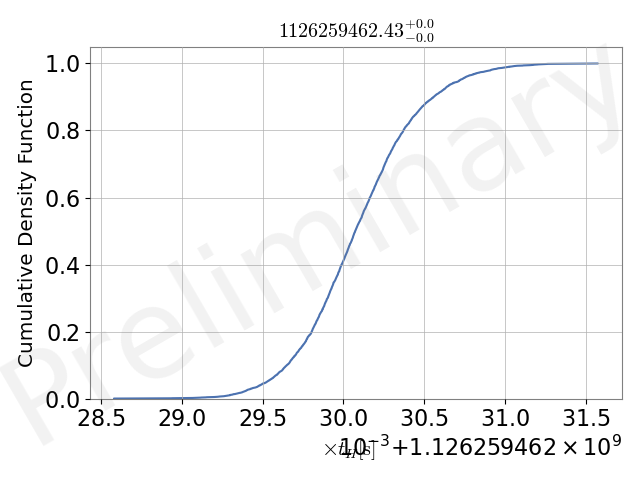 1126259462.43^{+0.0}_{-0.0}
Cumulative Density Function
1.0
0.8
0.6
0.4
0.2
0.0
28.5 29.0 29.5 30.0 30.5 31.0 31.5
×10⁻³+1.126259462 × 10⁹
t_H[s]
Preliminary